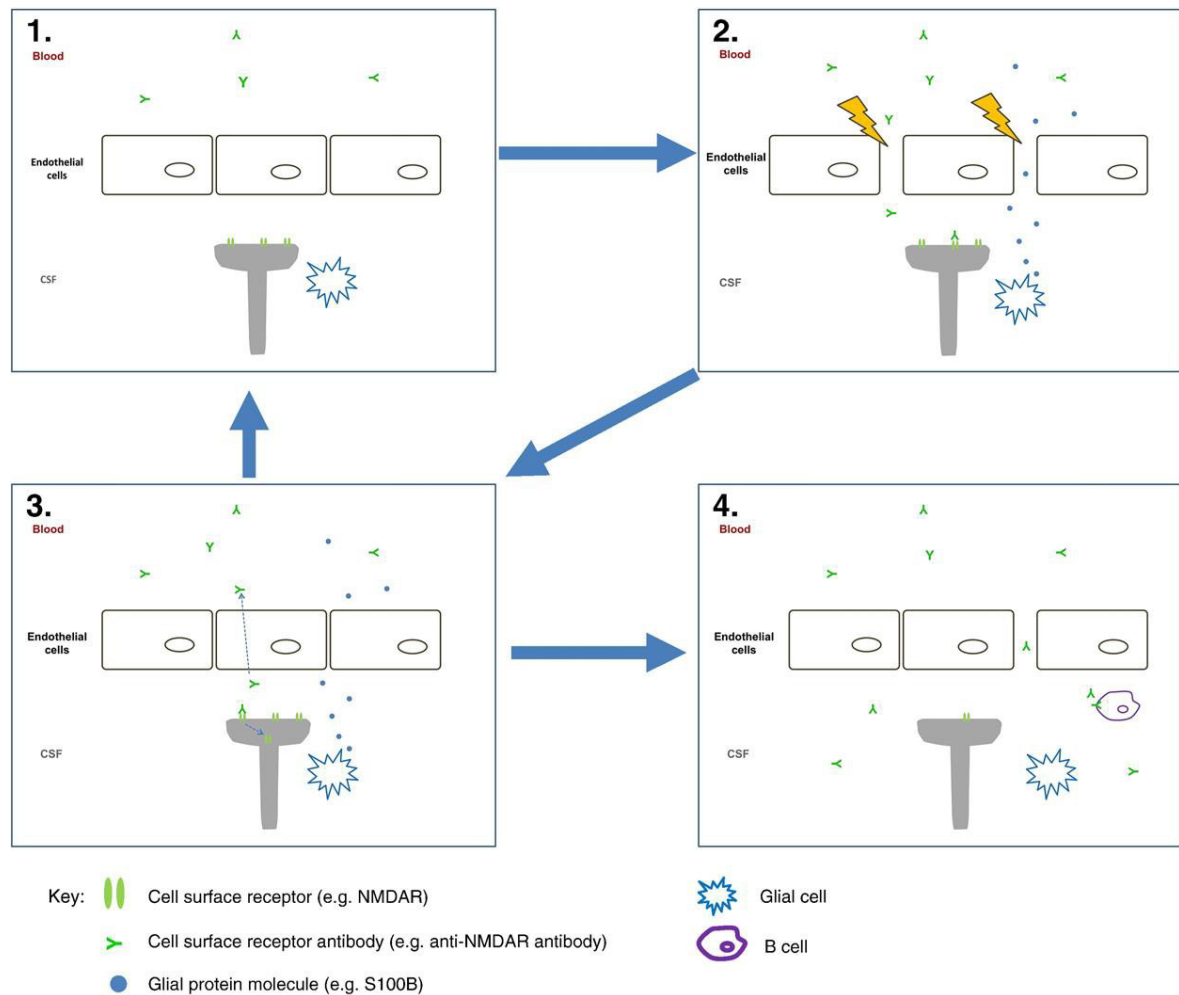 1.
Blood
Endothelial
cells
CSF
2.
Blood
Endothelial
cells
CSF
3.
Blood
Endothelial
cells
CSF
4.
Blood
Endothelial
cells
CSF
Key:
Cell surface receptor (e.g. NMDAR)
Cell surface receptor antibody (e.g. anti-NMDAR antibody)
Glial protein molecule (e.g. S100B)
Glial cell
B cell